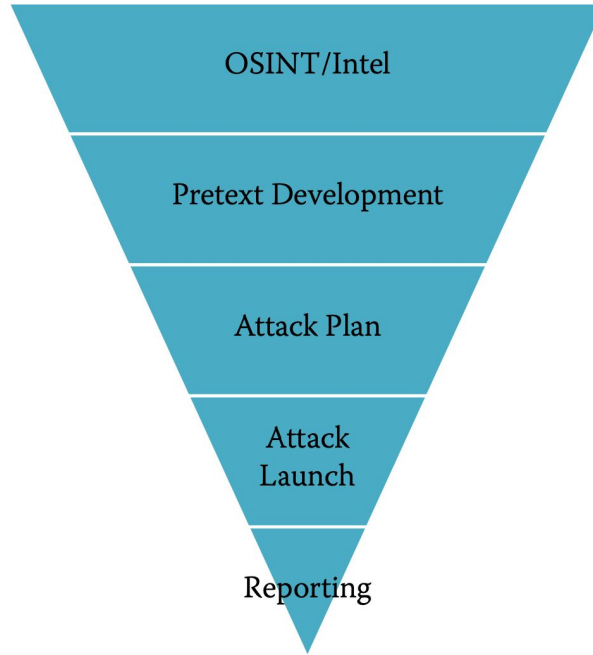 OSINT/Intel
Pretext Development
Attack Plan
Attack
Launch
Reporting